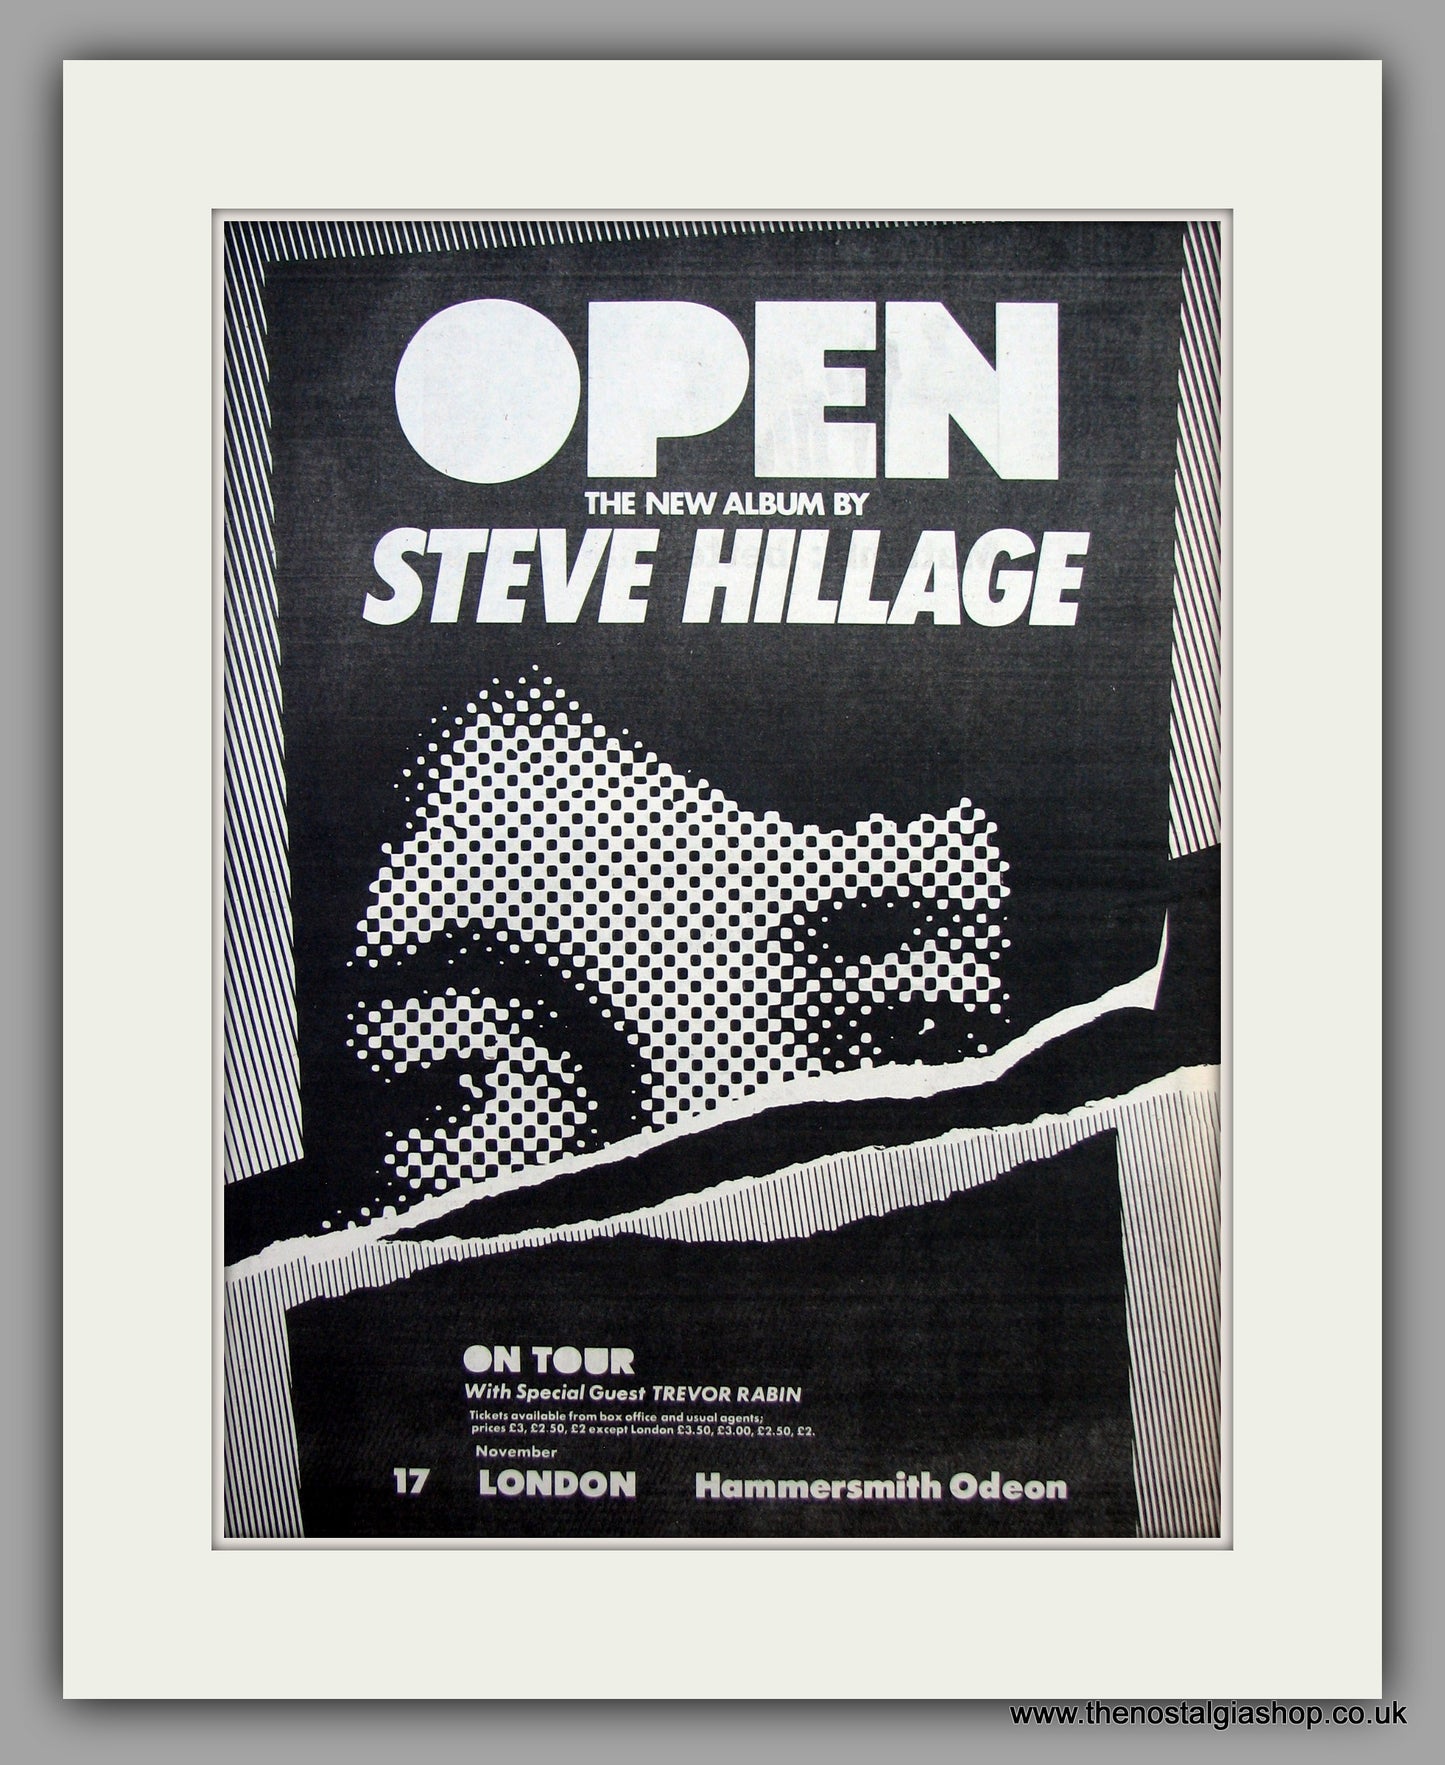 OPEN
THE NEW ALBUM BY
STEVE HILLAGE
ON TOUR
With Special Guest TREVOR RABIN
Tickets available from box office and usual agents;
prices £3, £2.50, £2 except London £3.50, £3.00, £2.50, £2.
November
17 LONDON Hammersmith Odeon
www.thenostalgiashop.co.uk